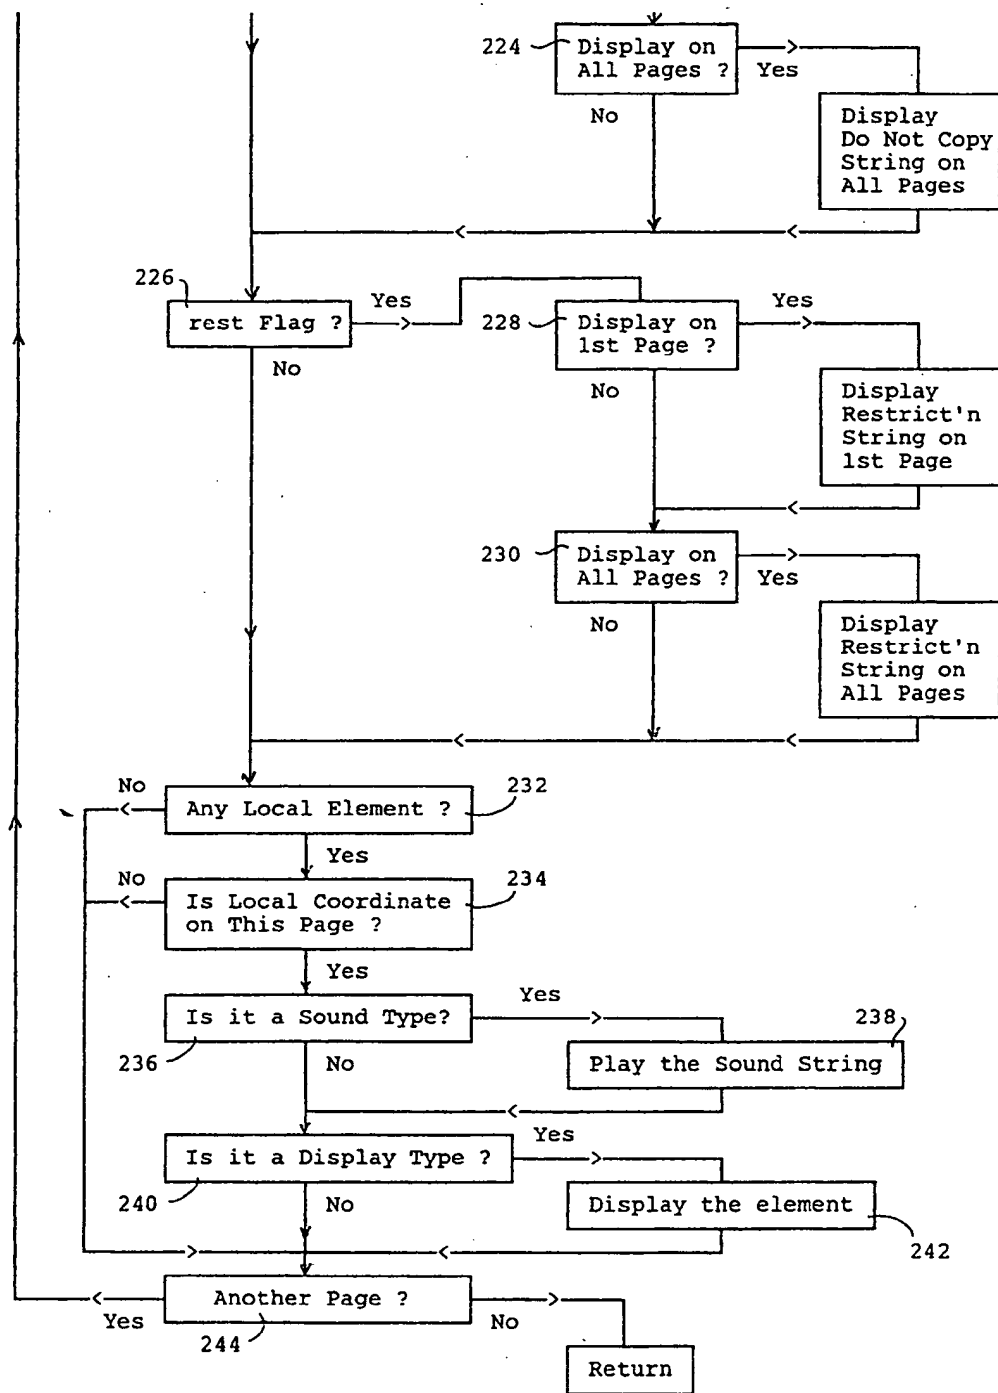 224
Display on
All Pages ?
Yes
No
Display
Do Not Copy
String on
All Pages
226
rest Flag ?
Yes
No
228
Display on
1st Page ?
Yes
No
Display
Restrict'n
String on
1st Page
230
Display on
All Pages ?
Yes
No
Display
Restrict'n
String on
All Pages
No
Any Local Element ?
232
Yes
No
Is Local Coordinate
on This Page ?
234
Yes
Is it a Sound Type?
Yes
236
No
238
Play the Sound String
Is it a Display Type ?
Yes
240
No
Display the element
242
Another Page ?
Yes
244
No
Return